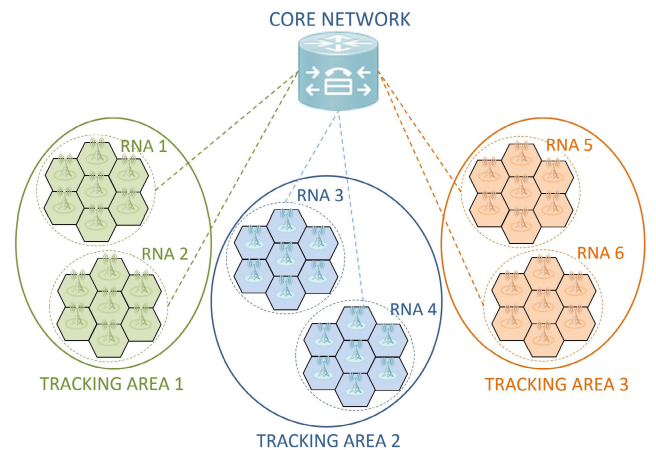 CORE NETWORK
RNA 1
RNA 5
RNA 3
RNA 2
RNA 6
RNA 4
TRACKING AREA 1
TRACKING AREA 3
TRACKING AREA 2